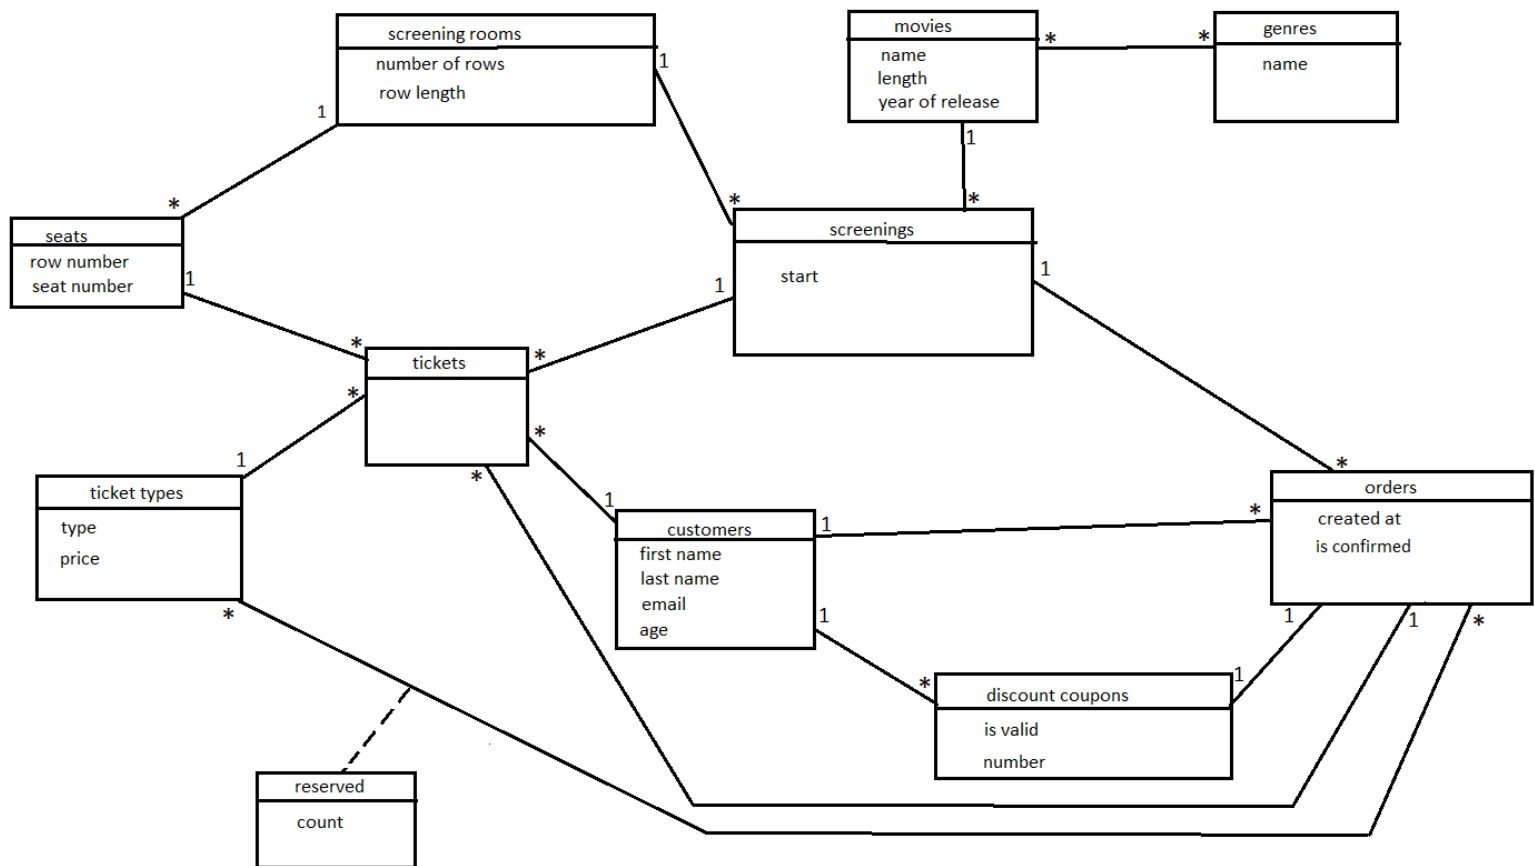 screening rooms
number of rows
row length
movies
name
length
year of release
genres
name
1
*
*
1
1
*
*
*
1
seats
row number
seat number
1
screenings
start
1
1
*
*
tickets
*
*
*
1
ticket types
type
price
*
1
customers
first name
last name
email
age
1
*
*
orders
created at
is confirmed
1
*
1
1
1
*
discount coupons
is valid
number
reserved
count